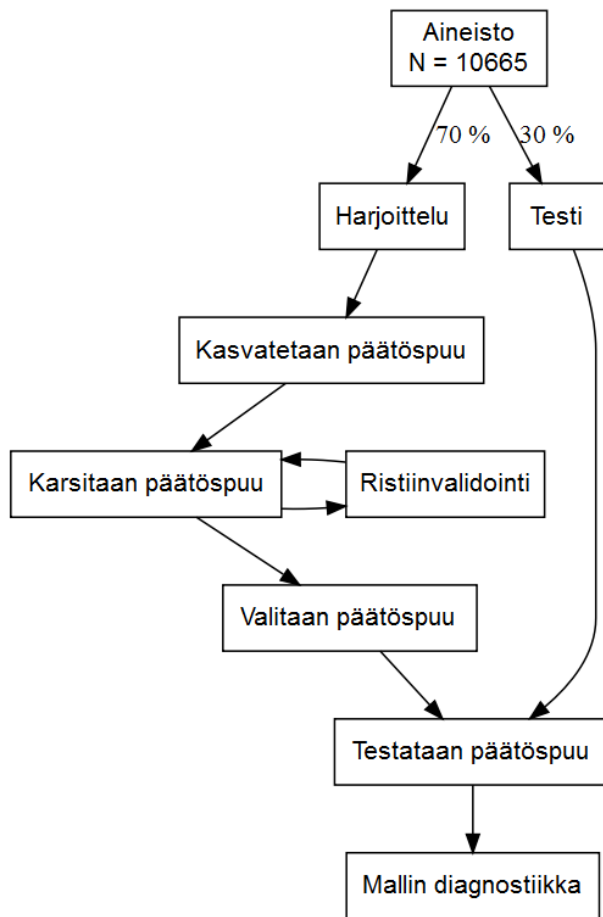 Aineisto
N = 10665
70 %
30 %
Harjoittelu
Testi
Kasvatetaan päätöspuu
Karsitaan päätöspuu
Ristiinvalidointi
Valitaan päätöspuu
Testataan päätöspuu
Mallin diagnostiikka